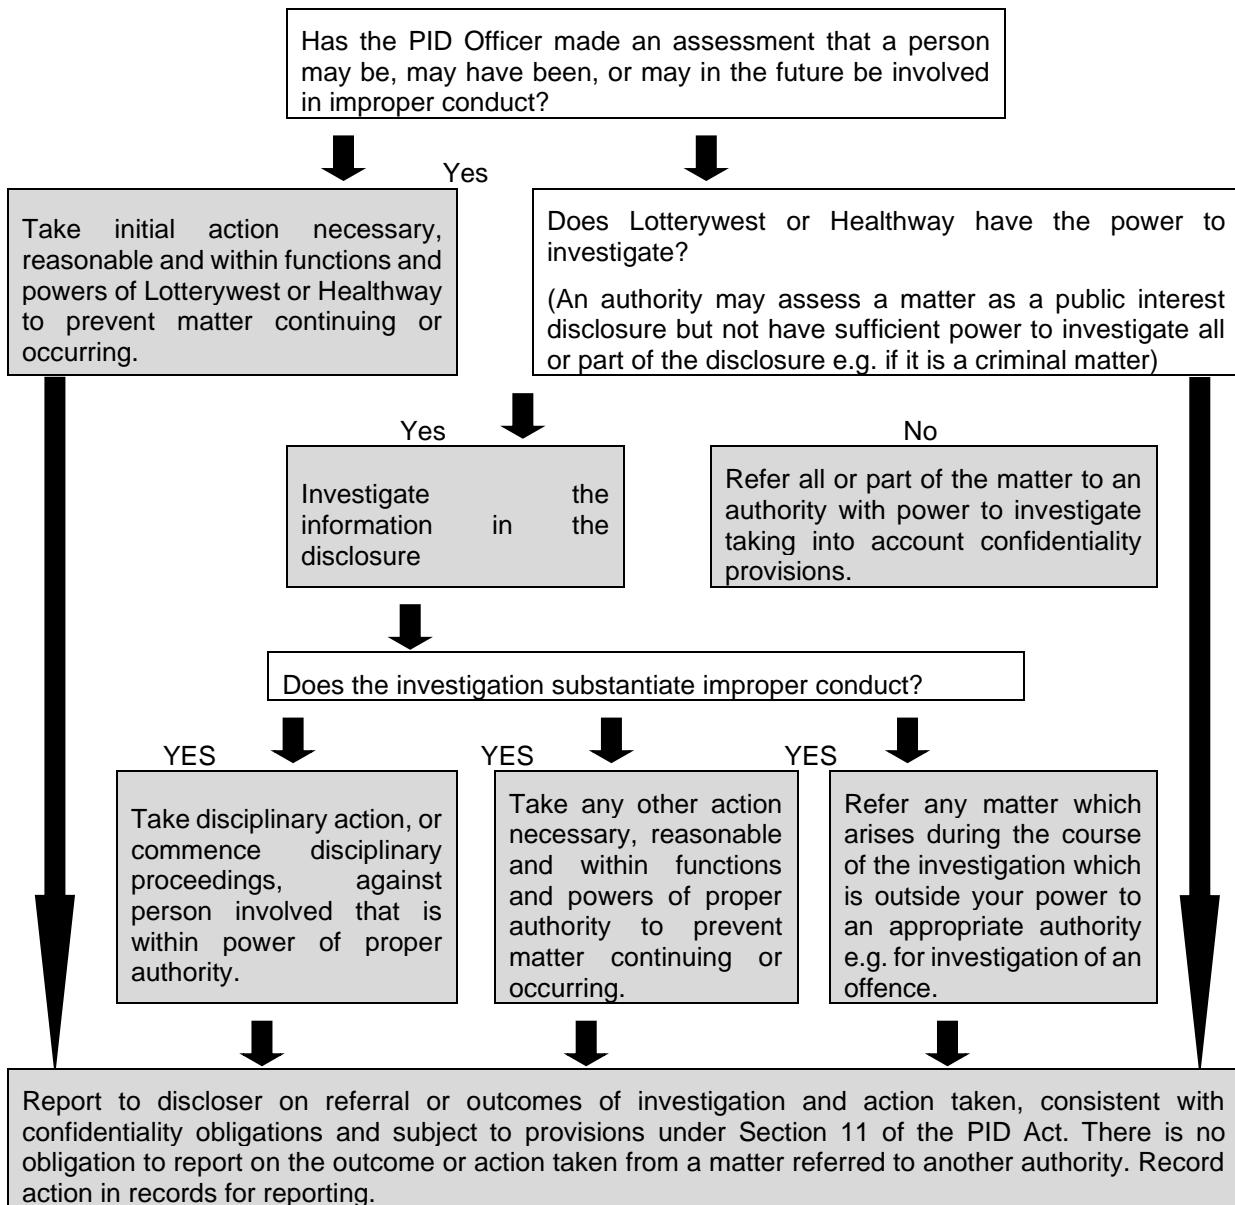 Has the PID Officer made an assessment that a person
may be, may have been, or may in the future be involved
in improper conduct?
Yes
Take initial action necessary,
reasonable and within functions and
powers of Lotterywest or Healthway
to prevent matter continuing or
occurring.
Does Lotterywest or Healthway have the power to
investigate?
(An authority may assess a matter as a public interest
disclosure but not have sufficient power to investigate all
or part of the disclosure e.g. if it is a criminal matter)
Yes
No
Investigate the
information in the
disclosure
Refer all or part of the matter to an
authority with power to investigate
taking into account confidentiality
provisions.
Does the investigation substantiate improper conduct?
YES
YES
YES
Take disciplinary action, or
commence disciplinary
proceedings, against
person involved that is
within power of proper
authority.
Take any other action
necessary, reasonable
and within functions
and powers of proper
authority to prevent
matter continuing or
occurring.
Refer any matter which
arises during the course
of the investigation which
is outside your power to
an appropriate authority
e.g. for investigation of an
offence.
Report to discloser on referral or outcomes of investigation and action taken, consistent with
confidentiality obligations and subject to provisions under Section 11 of the PID Act. There is no
obligation to report on the outcome or action taken from a matter referred to another authority. Record
action in records for reporting.